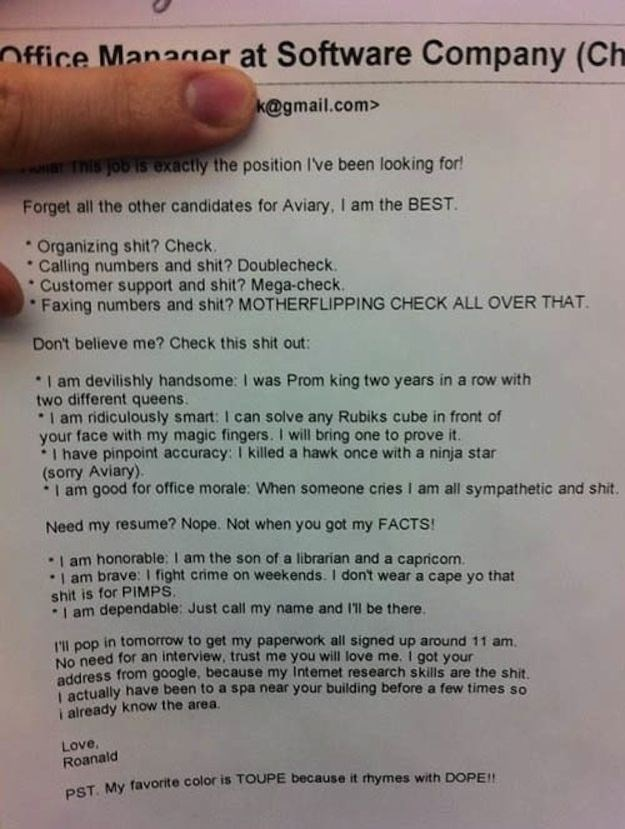 Office Manager at Software Company (Ch
k@gmail.com>
This job is exactly the position I've been looking for!
Forget all the other candidates for Aviary, I am the BEST.
* Organizing shit? Check.
* Calling numbers and shit? Doublecheck.
* Customer support and shit? Mega-check.
* Faxing numbers and shit? MOTHERFLIPPING CHECK ALL OVER THAT.
Don't believe me? Check this shit out:
* I am devilishly handsome: I was Prom king two years in a row with
two different queens.
* I am ridiculously smart: I can solve any Rubiks cube in front of
your face with my magic fingers. I will bring one to prove it.
* I have pinpoint accuracy: I killed a hawk once with a ninja star
(sorry Aviary).
* I am good for office morale: When someone cries I am all sympathetic and shit.
Need my resume? Nope. Not when you got my FACTS!
* I am honorable: I am the son of a librarian and a capricorn.
* I am brave: I fight crime on weekends. I don't wear a cape yo that
shit is for PIMPS.
* I am dependable: Just call my name and I'll be there.
I'll pop in tomorrow to get my paperwork all signed up around 11 am.
No need for an interview, trust me you will love me. I got your
address from google, because my Internet research skills are the shit.
I actually have been to a spa near your building before a few times so
i already know the area.
Love,
Roanald
PST. My favorite color is TOUPE because it rhymes with DOPE!!